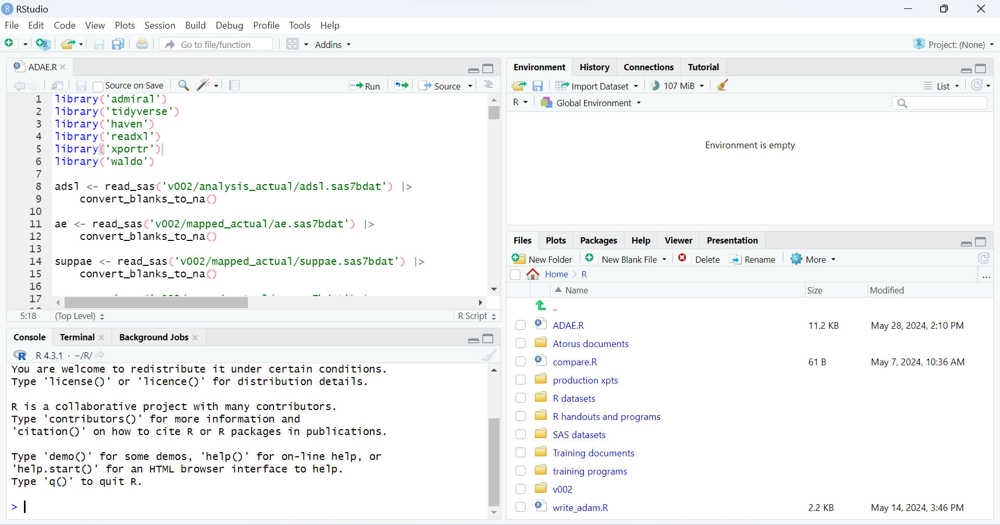 RStudio
File Edit Code View Plots Session Build Debug Profile Tools Help
Go to file/function Addins Project: (None)
ADAE.R
Source on Save Run Source
1 library('admiral')
2 library('tidyverse')
3 library('haven')
4 library('readxl')
5 library('xportr')
6 library('waldo')
7
8 adsl <- read_sas('v002/analysis_actual/adsl.sas7bdat') |>
9 convert_blanks_to_na()
10
11 ae <- read_sas('v002/mapped_actual/ae.sas7bdat') |>
12 convert_blanks_to_na()
13
14 suppae <- read_sas('v002/mapped_actual/suppae.sas7bdat') |>
15 convert_blanks_to_na()
16
17
5:18 (Top Level) R Script
Console Terminal Background Jobs
R 4.3.1 · ~/R/
You are welcome to redistribute it under certain conditions.
Type 'license()' or 'licence()' for distribution details.
R is a collaborative project with many contributors.
Type 'contributors()' for more information and
'citation()' on how to cite R or R packages in publications.
Type 'demo()' for some demos, 'help()' for on-line help, or
'help.start()' for an HTML browser interface to help.
Type 'q()' to quit R.
>
Environment History Connections Tutorial
Import Dataset 107 MiB List
R Global Environment
Environment is empty
Files Plots Packages Help Viewer Presentation
New Folder New Blank File Delete Rename More
Home R ...
Name Size Modified
..
ADAE.R 11.2 KB May 28, 2024, 2:10 PM
Atorus documents
compare.R 61 B May 7, 2024, 10:36 AM
production xpts
R datasets
R handouts and programs
SAS datasets
Training documents
training programs
v002
write_adam.R 2.2 KB May 14, 2024, 3:46 PM